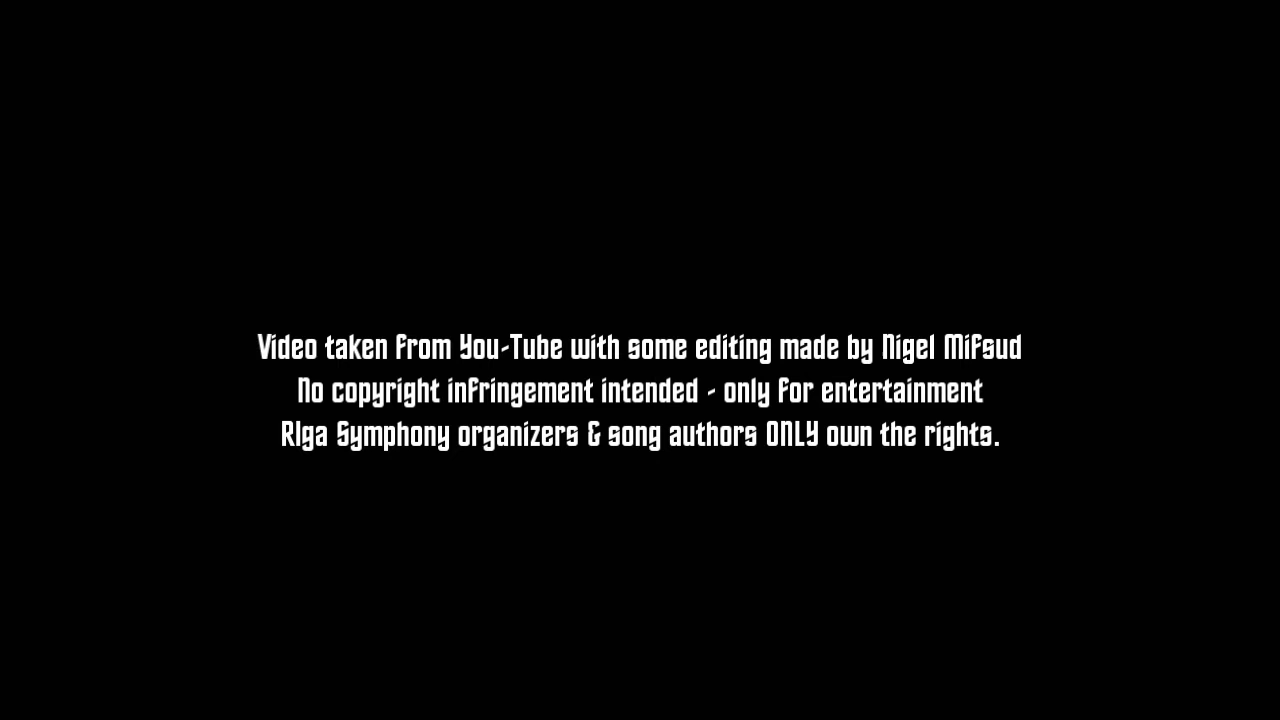 Video taken from You-Tube with some editing made by Nigel Mifsud
No copyright infringement intended - only for entertainment
RIga Symphony organizers & song authors ONLY own the rights.